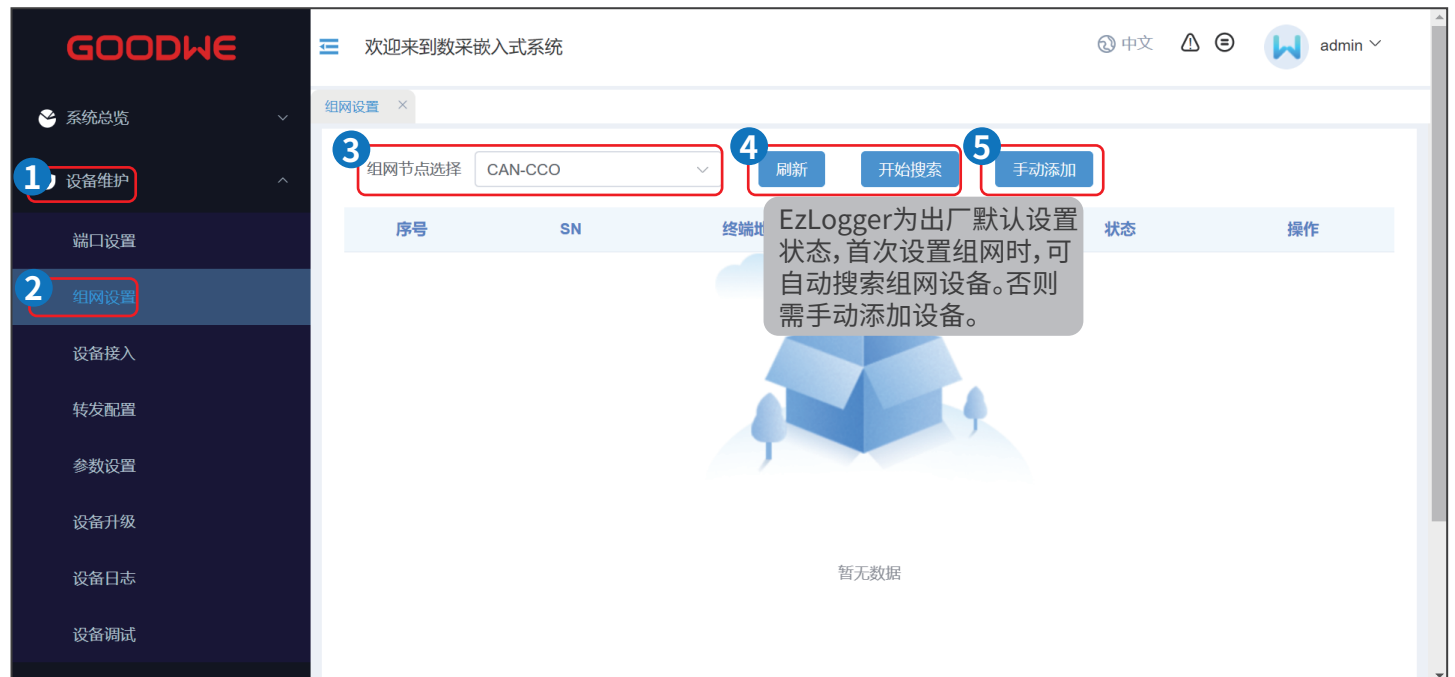 GOODWE
欢迎来到数采嵌入式系统
中文
admin
系统总览
组网设置
3
4
5
组网节点选择 CAN-CCO
刷新
开始搜索
手动添加
1 设备维护
序号 SN 终端地 状态 操作
EzLogger为出厂默认设置
状态,首次设置组网时,可
自动搜索组网设备。否则
需手动添加设备。
端口设置
2 组网设置
设备接入
转发配置
参数设置
设备升级
设备日志
设备调试
暂无数据